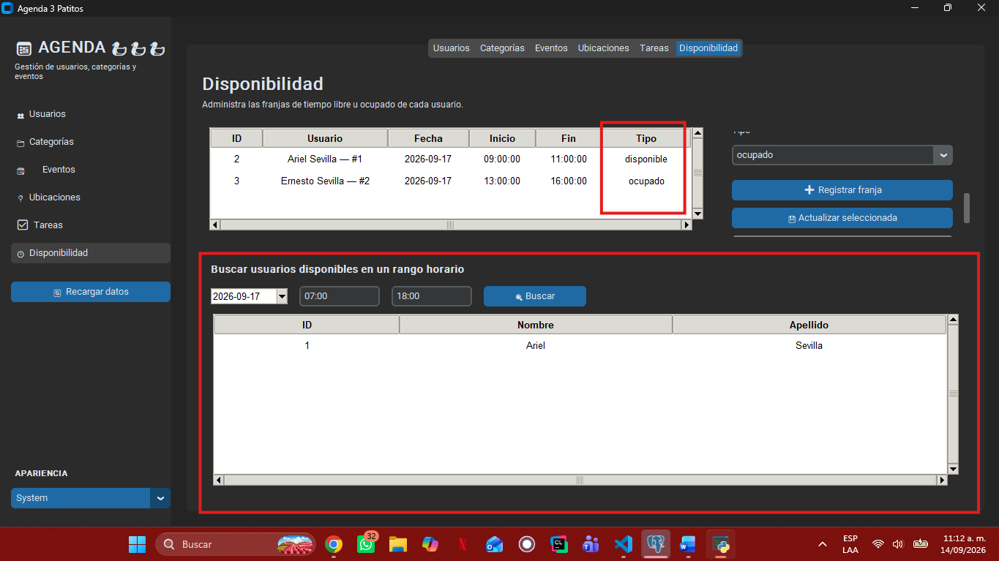 Agenda 3 Patitos
AGENDA
Gestión de usuarios, categorías y
eventos
Usuarios
Categorías
Eventos
Ubicaciones
Tareas
Disponibilidad
Recargar datos
APARIENCIA
System
Usuarios Categorías Eventos Ubicaciones Tareas Disponibilidad
Disponibilidad
Administra las franjas de tiempo libre u ocupado de cada usuario.
ID Usuario Fecha Inicio Fin Tipo
2 Ariel Sevilla — #1 2026-09-17 09:00:00 11:00:00 disponible
3 Ernesto Sevilla — #2 2026-09-17 13:00:00 16:00:00 ocupado
Tipo
ocupado
Registrar franja
Actualizar seleccionada
Buscar usuarios disponibles en un rango horario
2026-09-17 07:00 18:00 Buscar
ID Nombre Apellido
1 Ariel Sevilla
Buscar
32
N
CL
T
W
ESP
LAA
11:12 a. m.
14/09/2026